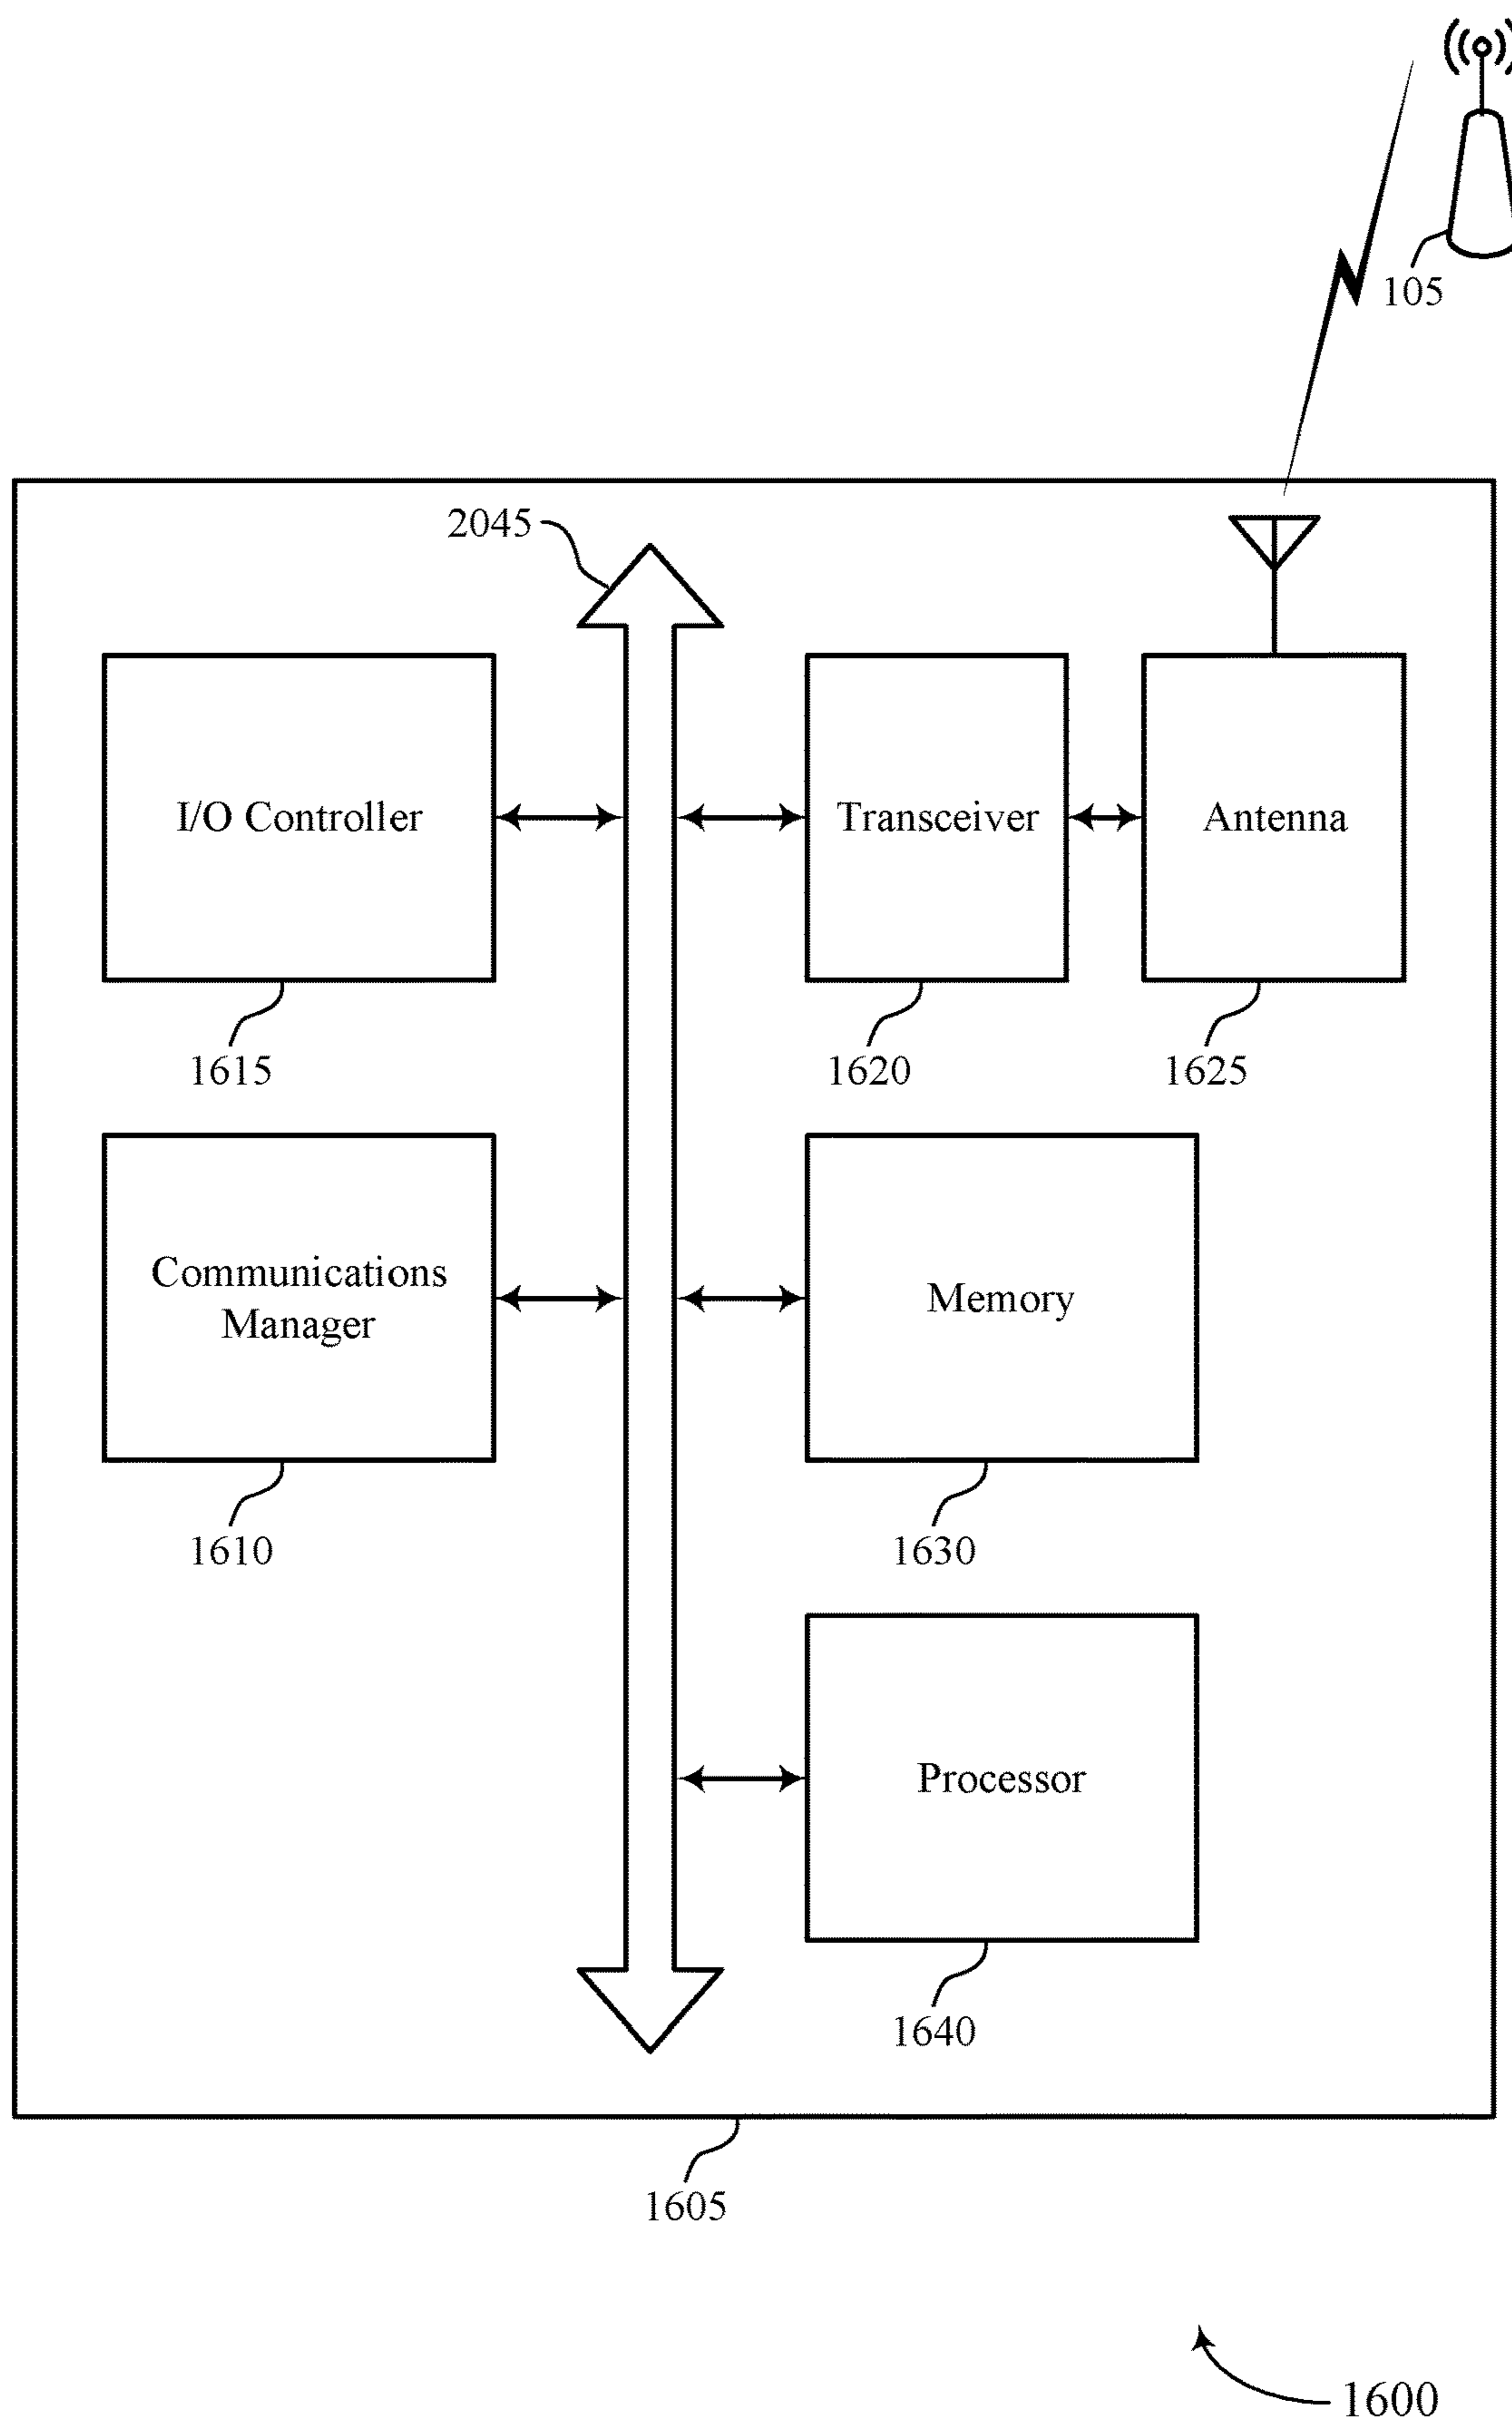 105
2045
I/O Controller
Transceiver
Antenna
1615
1620
1625
Communications
Manager
Memory
1610
1630
Processor
1640
1605
1600